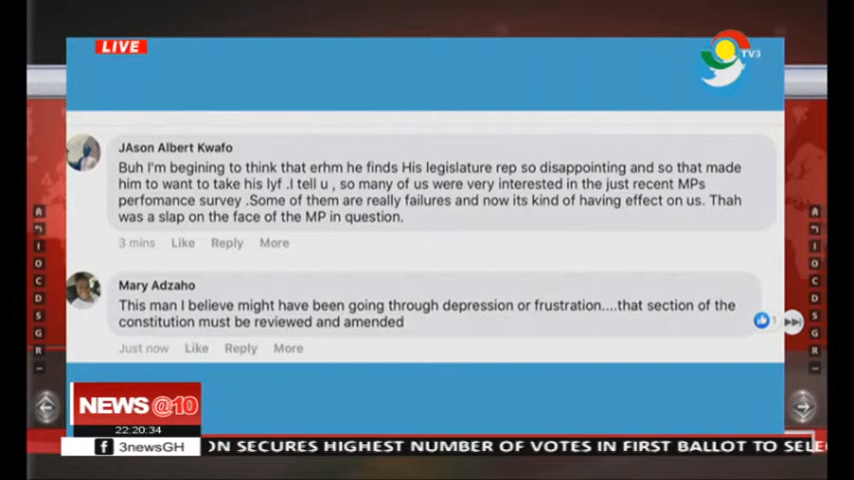 LIVE
TV3
JAson Albert Kwafo
Buh I'm begining to think that erhm he finds His legislature rep so disappointing and so that made
him to want to take his lyf .I tell u , so many of us were very interested in the just recent MPs
perfomance survey .Some of them are really failures and now its kind of having effect on us. Thah
was a slap on the face of the MP in question.
3 mins Like Reply More
Mary Adzaho
This man I believe might have been going through depression or frustration....that section of the
constitution must be reviewed and amended
1
Just now Like Reply More
NEWS@10
22:20:34
3newsGH
ON SECURES HIGHEST NUMBER OF VOTES IN FIRST BALLOT TO SELE